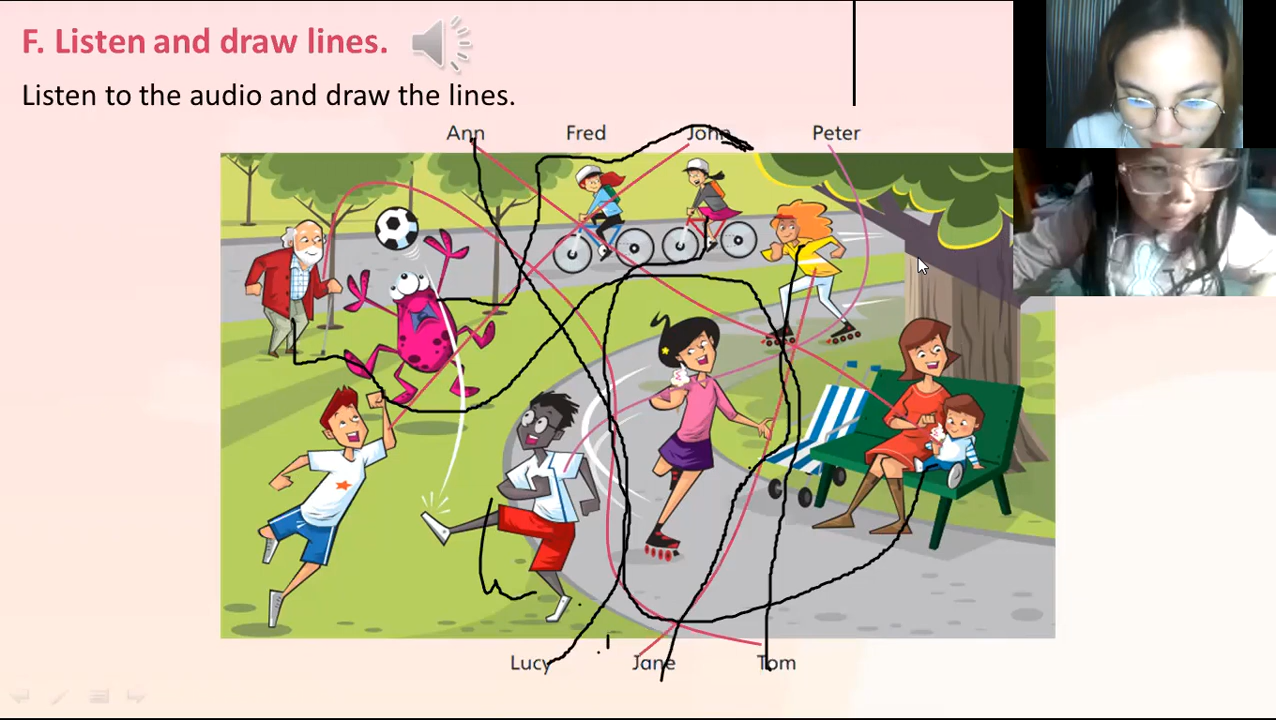 F. Listen and draw lines.
Listen to the audio and draw the lines.
Ann Fred John Peter
Lucy Jane Tom